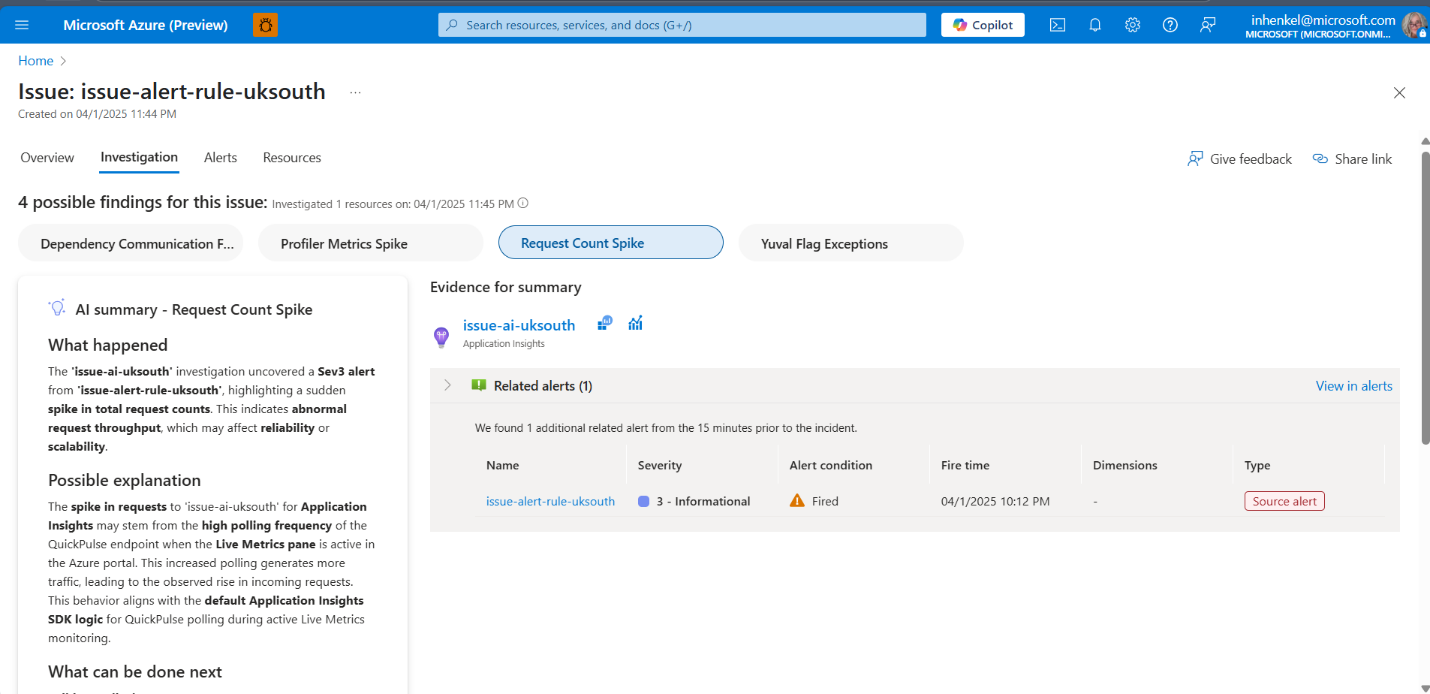 Microsoft Azure (Preview)
Search resources, services, and docs (G+/)
Copilot
inhenkel@microsoft.com
MICROSOFT (MICROSOFT.ONMI...
Home
Issue: issue-alert-rule-uksouth ...
Created on 04/1/2025 11:44 PM
Overview Investigation Alerts Resources
Give feedback Share link
4 possible findings for this issue: Investigated 1 resources on: 04/1/2025 11:45 PM
Dependency Communication F... Profiler Metrics Spike Request Count Spike Yuval Flag Exceptions
AI summary - Request Count Spike
What happened
The 'issue-ai-uksouth' investigation uncovered a Sev3 alert
from 'issue-alert-rule-uksouth', highlighting a sudden
spike in total request counts. This indicates abnormal
request throughput, which may affect reliability or
scalability.
Possible explanation
The spike in requests to 'issue-ai-uksouth' for Application
Insights may stem from the high polling frequency of the
QuickPulse endpoint when the Live Metrics pane is active in
the Azure portal. This increased polling generates more
traffic, leading to the observed rise in incoming requests.
This behavior aligns with the default Application Insights
SDK logic for QuickPulse polling during active Live Metrics
monitoring.
What can be done next
Evidence for summary
issue-ai-uksouth
Application Insights
Related alerts (1)
View in alerts
We found 1 additional related alert from the 15 minutes prior to the incident.
Name Severity Alert condition Fire time Dimensions Type
issue-alert-rule-uksouth 3 - Informational Fired 04/1/2025 10:12 PM - Source alert